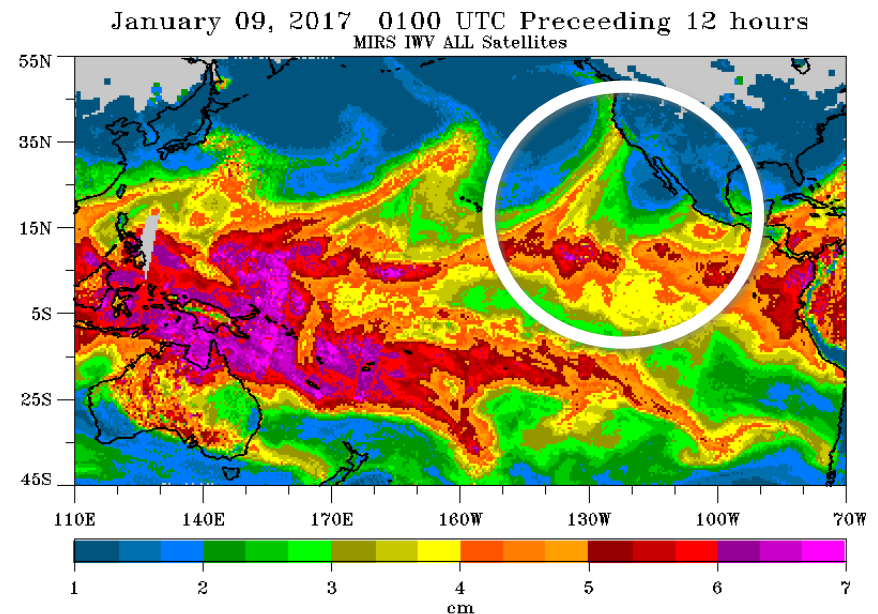 January 09, 2017 0100 UTC Preceeding 12 hours
MIRS IWV ALL Satellites
55N
35N
15N
5S
25S
45S
110E 140E 170E 160W 130W 100W 70W
1 2 3 4 5 6 7
cm